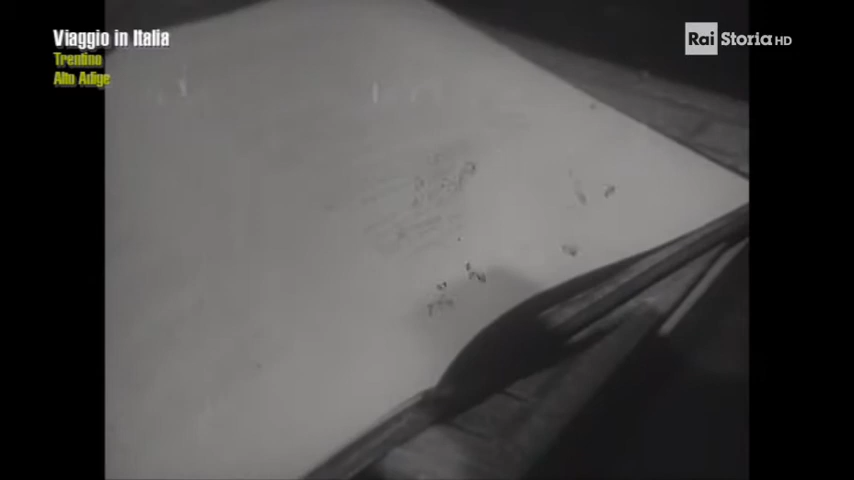 Viaggio in Italia
Trentino
Alto Adige
Rai Storia HD